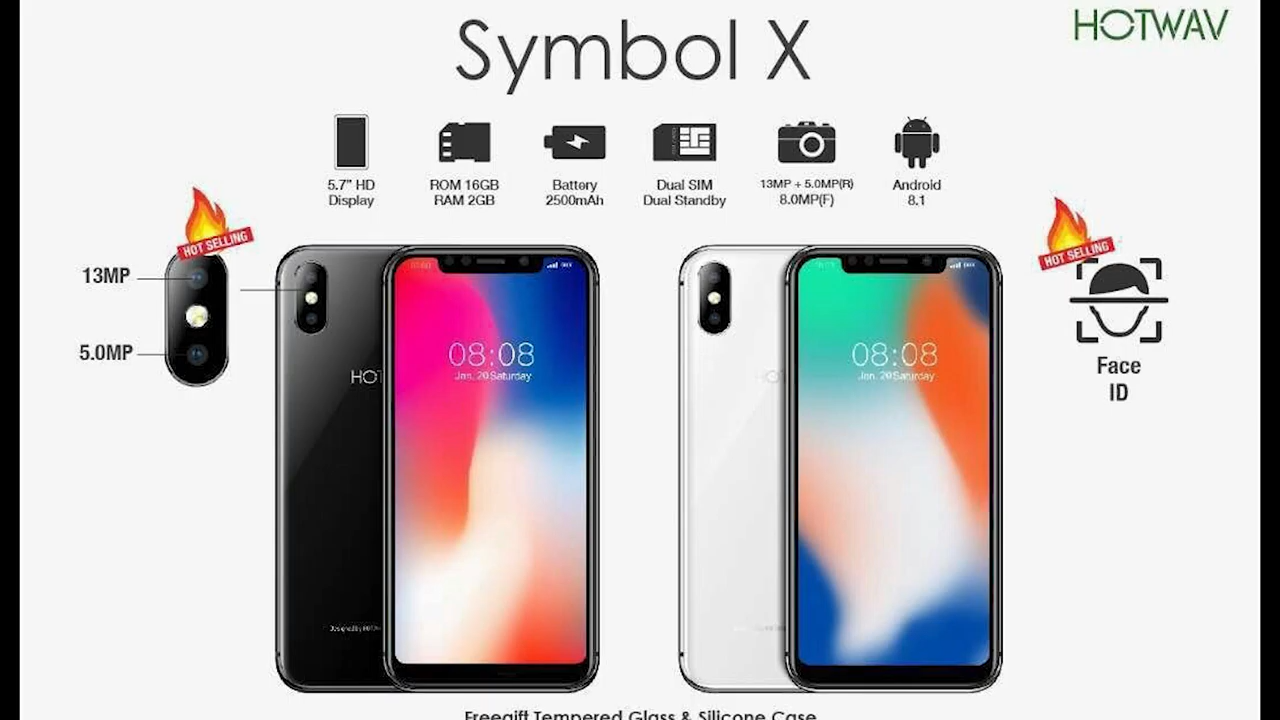 Symbol X
HOTWAV
5.7” HD
Display
ROM 16GB
RAM 2GB
Battery
2500mAh
Dual SIM
Dual Standby
13MP + 5.0MP(R)
8.0MP(F)
Android
8.1
HOT SELLING
13MP
5.0MP
HOT
08:08
Jan. 20 Saturday
HO
08:08
Jan. 20 Saturday
HOT SELLING
Face
ID
Freegift Tempered Glass & Silicone Case